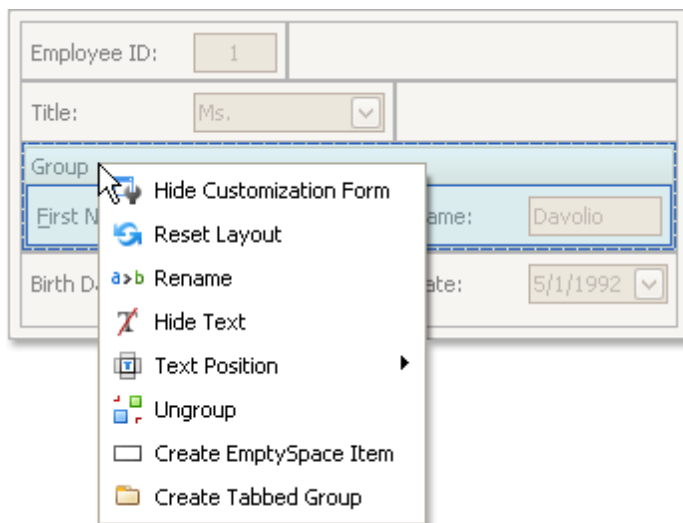 Employee ID: 1
Title: Ms.
Group
Hide Customization Form
First N ame: Davolio
Reset Layout
Birth Da a>b Rename ate: 5/1/1992
Hide Text
T Text Position
Ungroup
Create EmptySpace Item
Create Tabbed Group